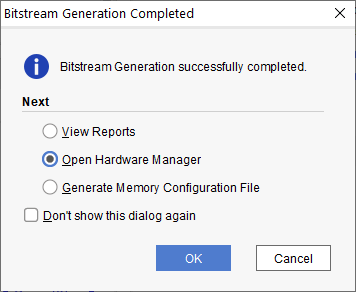 Bitstream Generation Completed
Bitstream Generation successfully completed.
Next
View Reports
Open Hardware Manager
Generate Memory Configuration File
Don't show this dialog again
OK
Cancel